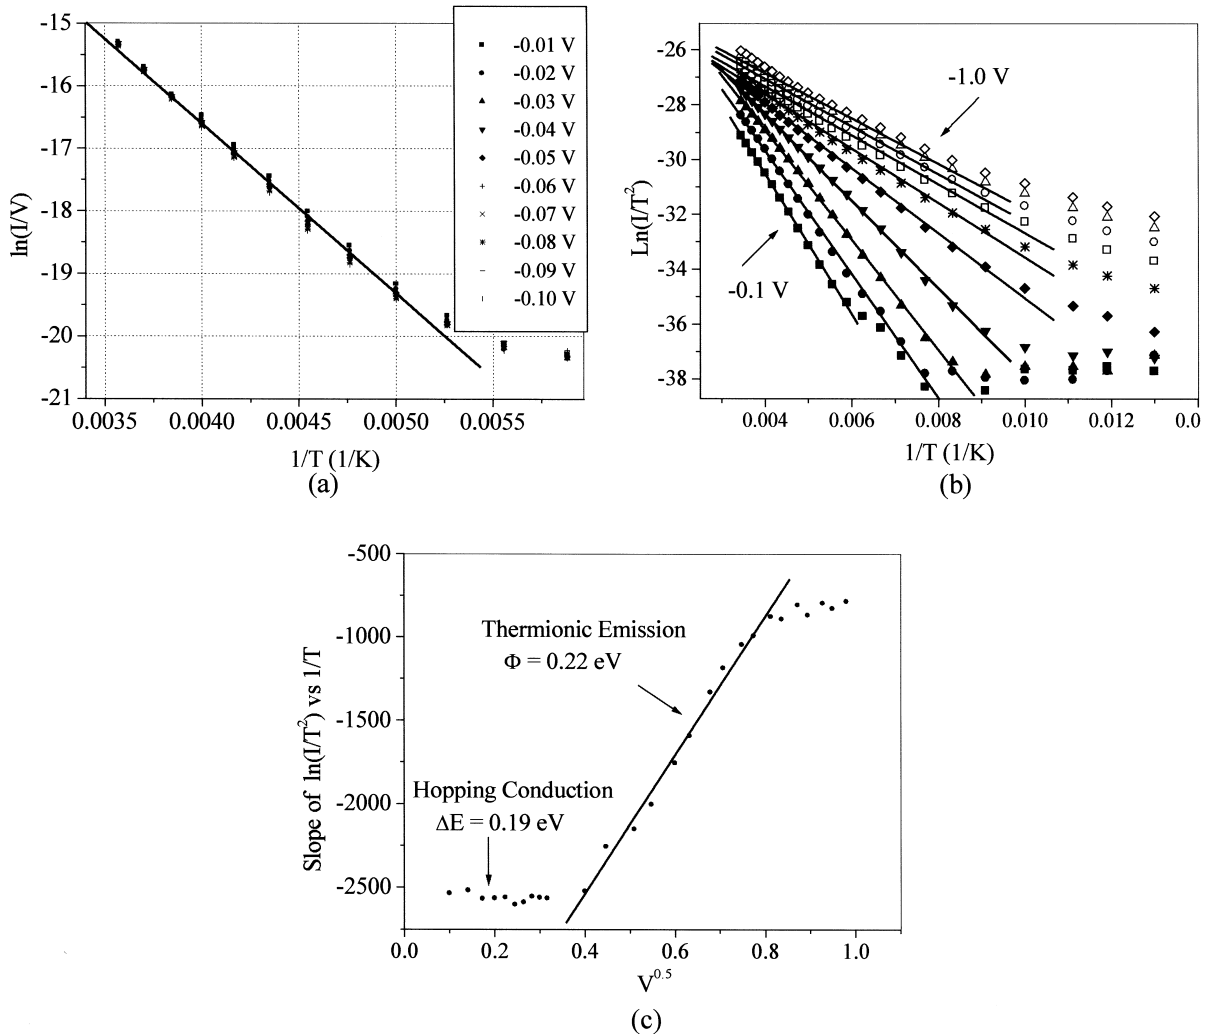 -15
-16
-17
-18
-19
-20
-21
ln(I/V)
0.0035 0.0040 0.0045 0.0050 0.0055
1/T (1/K)
(a)
-0.01 V
-0.02 V
-0.03 V
-0.04 V
-0.05 V
-0.06 V
-0.07 V
-0.08 V
-0.09 V
-0.10 V
-26
-28
-30
-32
-34
-36
-38
Ln(I/T²)
-1.0 V
-0.1 V
0.004 0.006 0.008 0.010 0.012 0.0
1/T (1/K)
(b)
-500
-1000
-1500
-2000
-2500
Slope of ln(I/T²) vs 1/T
Thermionic Emission
Φ = 0.22 eV
Hopping Conduction
ΔE = 0.19 eV
0.0 0.2 0.4 0.6 0.8 1.0
V⁰·⁵
(c)